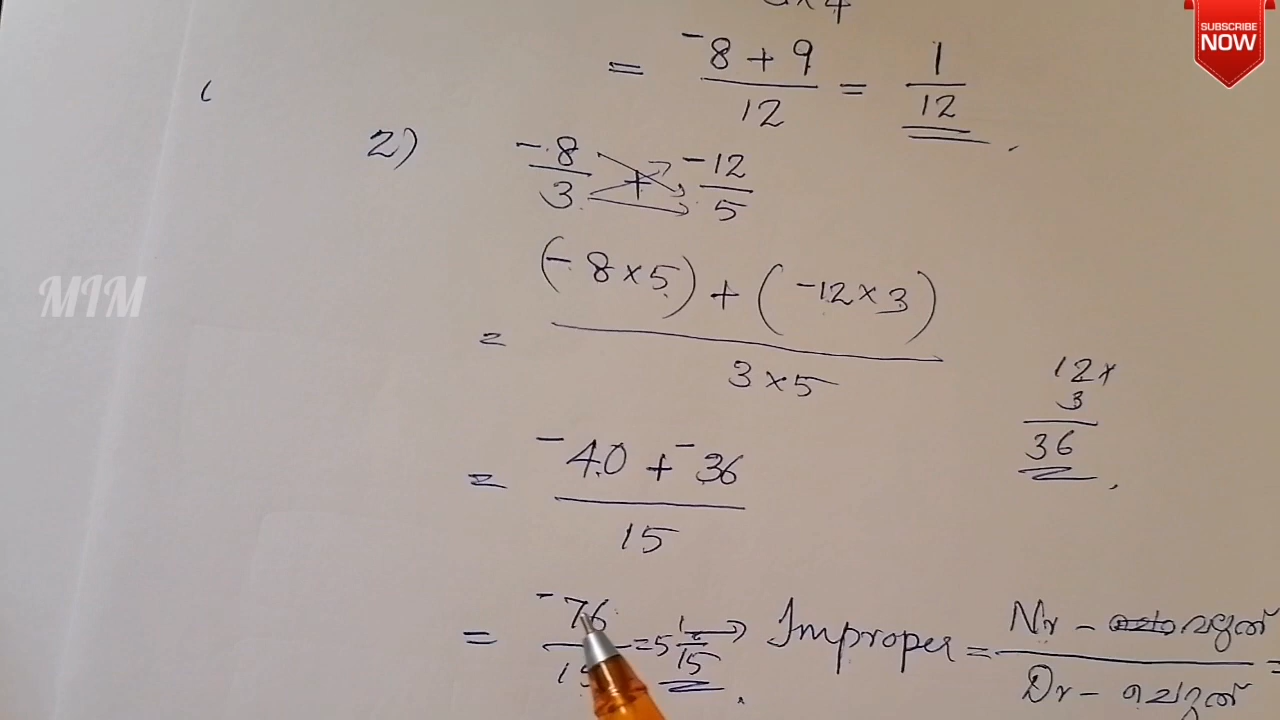 SUBSCRIBE
NOW
= ⁻8 + 9 / 12 = 1/12
2) -8/3 + -12/5
= (-8×5) + (-12×3) / 3×5
12×
3
36
MIM
= ⁻40 + ⁻36 / 15
= ⁻76/15 = 5 1/15 → Improper = Nr - വലുത് / Dr - ചെറുത് =